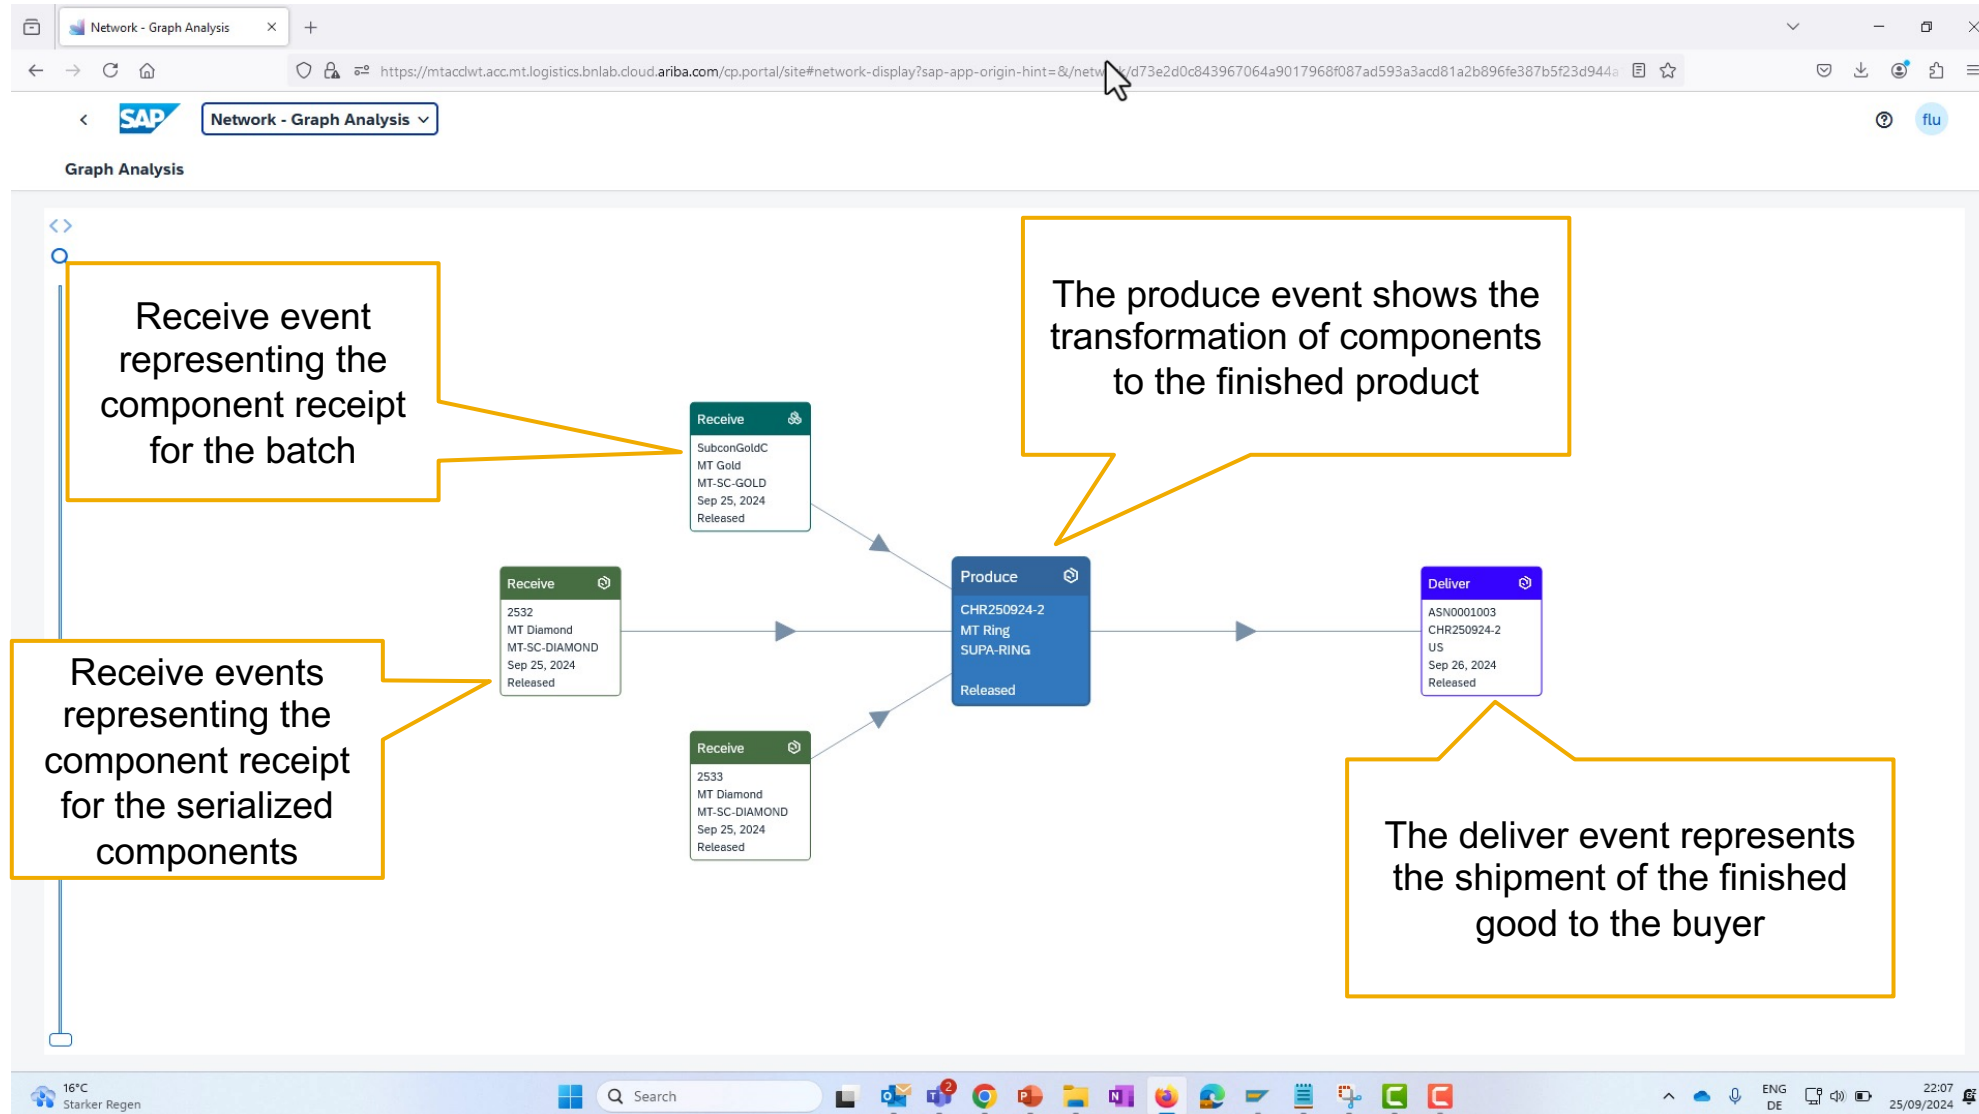 Network - Graph Analysis
https://mtacclwt.acc.mt.logistics.bnlab.cloud.ariba.com/cp.portal/site#network-display?sap-app-origin-hint=&/network/d73e2d0c843967064a9017968f087ad593a3acd81a2b896fe387b5f23d944a
SAP
Network - Graph Analysis
flu
Graph Analysis
Receive event
representing the
component receipt
for the batch
The produce event shows the
transformation of components
to the finished product
Receive
SubconGoldC
MT Gold
MT-SC-GOLD
Sep 25, 2024
Released
Receive
2532
MT Diamond
MT-SC-DIAMOND
Sep 25, 2024
Released
Produce
CHR250924-2
MT Ring
SUPA-RING
Released
Deliver
ASN0001003
CHR250924-2
US
Sep 26, 2024
Released
Receive events
representing the
component receipt
for the serialized
components
Receive
2533
MT Diamond
MT-SC-DIAMOND
Sep 25, 2024
Released
The deliver event represents
the shipment of the finished
good to the buyer
16°C
Starker Regen
Search
2
ENG
DE
22:07
25/09/2024